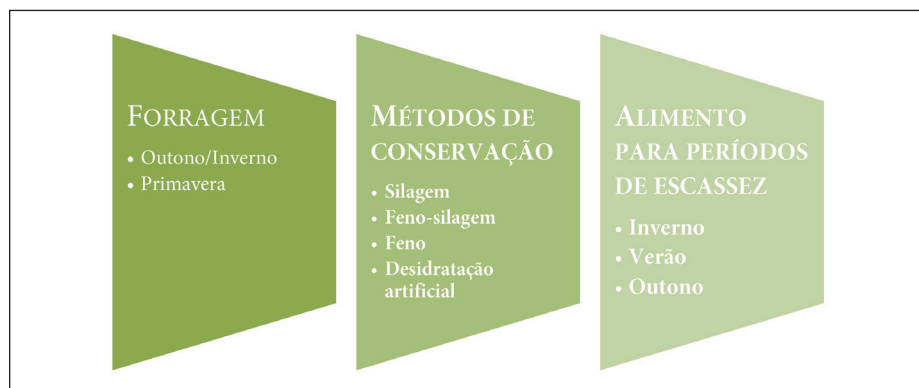 FORRAGEM
• Outono/Inverno
• Primavera
MÉTODOS DE
CONSERVAÇÃO
• Silagem
• Feno-silagem
• Feno
• Desidratação
artificial
ALIMENTO
PARA PERÍODOS
DE ESCASSEZ
• Inverno
• Verão
• Outono